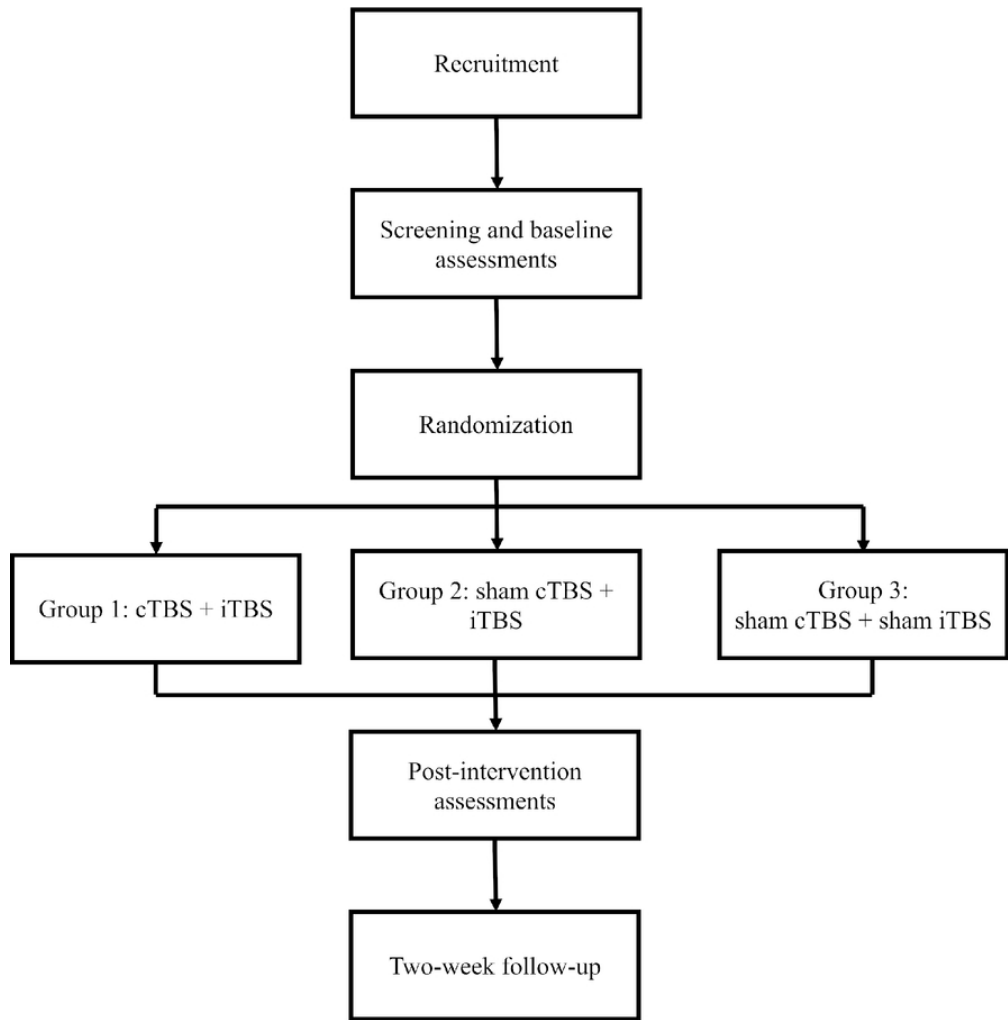 Recruitment
Screening and baseline
assessments
Randomization
Group 1: cTBS + iTBS
Group 2: sham cTBS +
iTBS
Group 3:
sham cTBS + sham iTBS
Post-intervention
assessments
Two-week follow-up